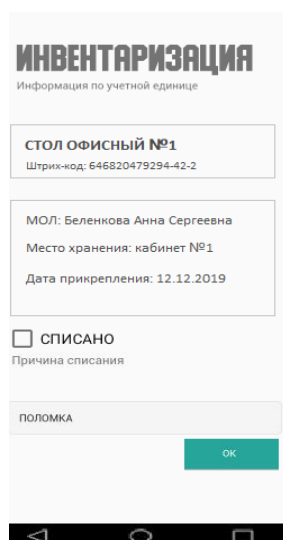 ИНВЕНТАРИЗАЦИЯ
Информация по учетной единице
СТОЛ ОФИСНЫЙ №1
Штрих-код: 646820479294-42-2
МОЛ: Беленкова Анна Сергеевна
Место хранения: кабинет №1
Дата прикрепления: 12.12.2019
СПИСАНО
Причина списания
ПОЛОМКА
ОК